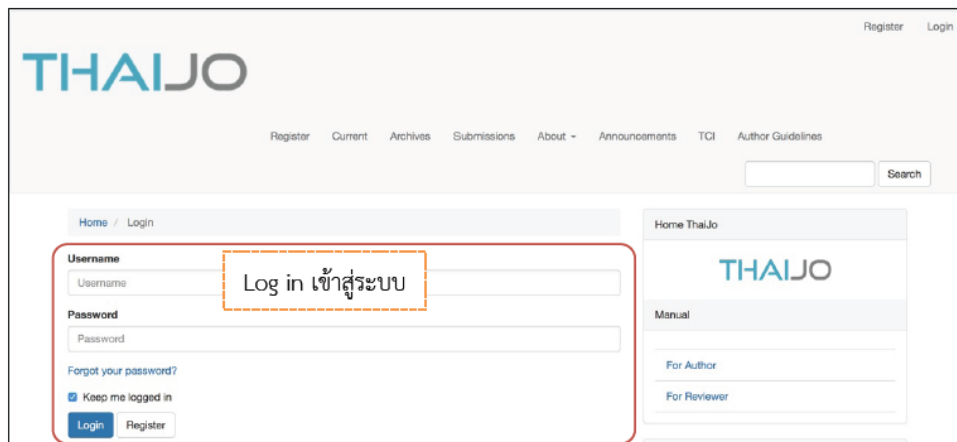 Register Login
THAIJO
Register Current Archives Submissions About Announcements TCI Author Guidelines
Search
Home / Login
Username
Username
Log in เข้าสู่ระบบ
Password
Password
Forgot your password?
Keep me logged in
Login Register
Home ThaiJo
THAIJO
Manual
For Author
For Reviewer